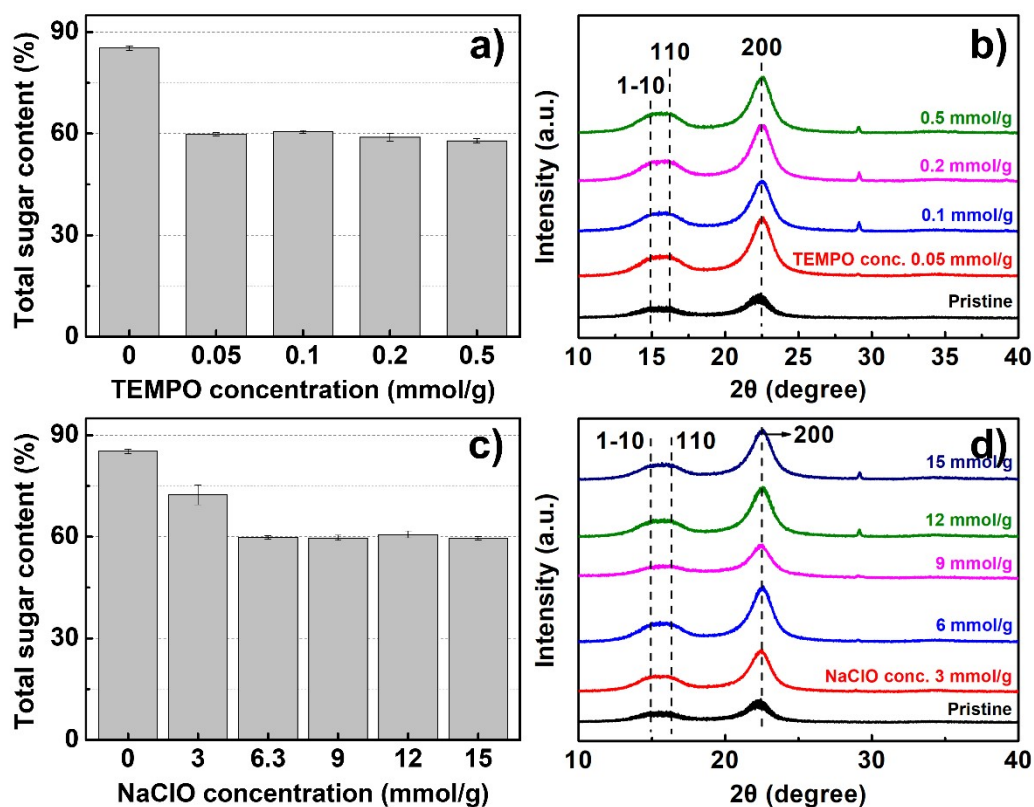 a)
Total sugar content (%)
90
60
30
0
0 0.05 0.1 0.2 0.5
TEMPO concentration (mmol/g)
b)
Intensity (a.u.)
1-10
110
200
0.5 mmol/g
0.2 mmol/g
0.1 mmol/g
TEMPO conc. 0.05 mmol/g
Pristine
10 15 20 25 30 35 40
2θ (degree)
c)
Total sugar content (%)
90
60
30
0
0 3 6.3 9 12 15
NaClO concentration (mmol/g)
d)
Intensity (a.u.)
1-10
110
200
15 mmol/g
12 mmol/g
9 mmol/g
6 mmol/g
NaClO conc. 3 mmol/g
Pristine
10 15 20 25 30 35 40
2θ (degree)